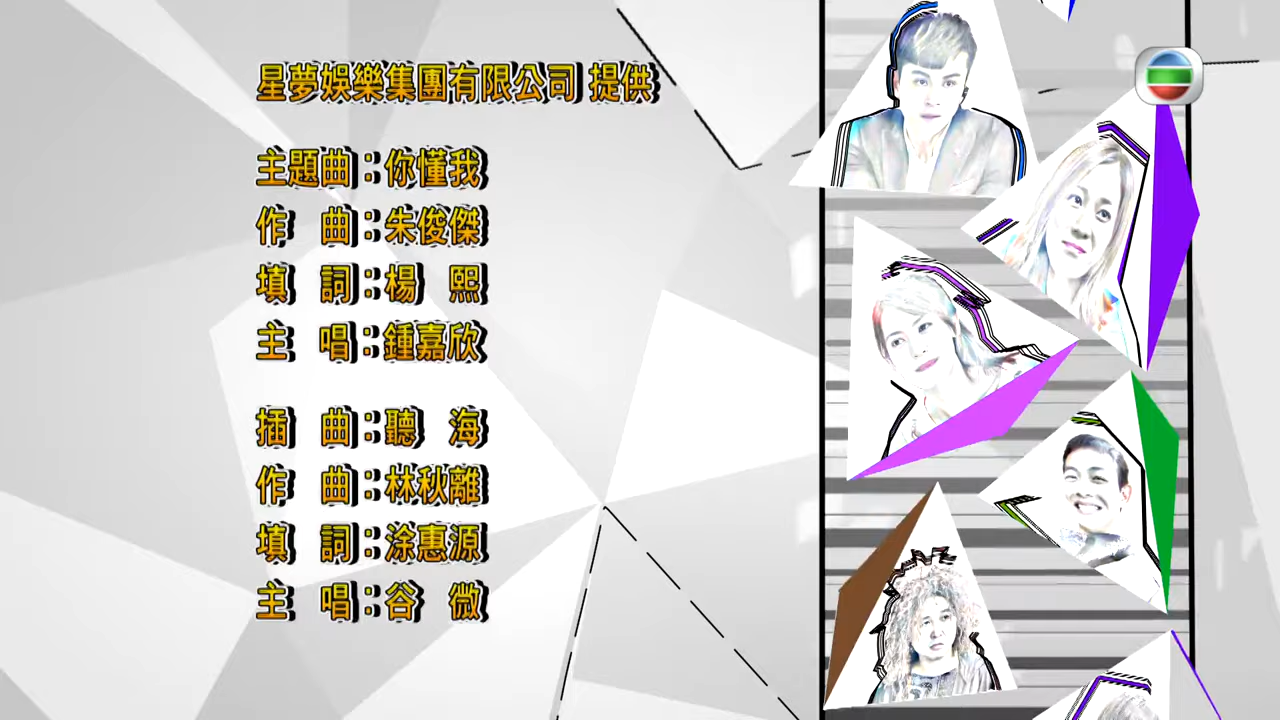 星夢娛樂集團有限公司 提供
主題曲：你懂我
作　曲：朱俊傑
填　詞：楊　熙
主　唱：鍾嘉欣
插　曲：聽　海
作　曲：林秋離
填　詞：涂惠源
主　唱：谷　微